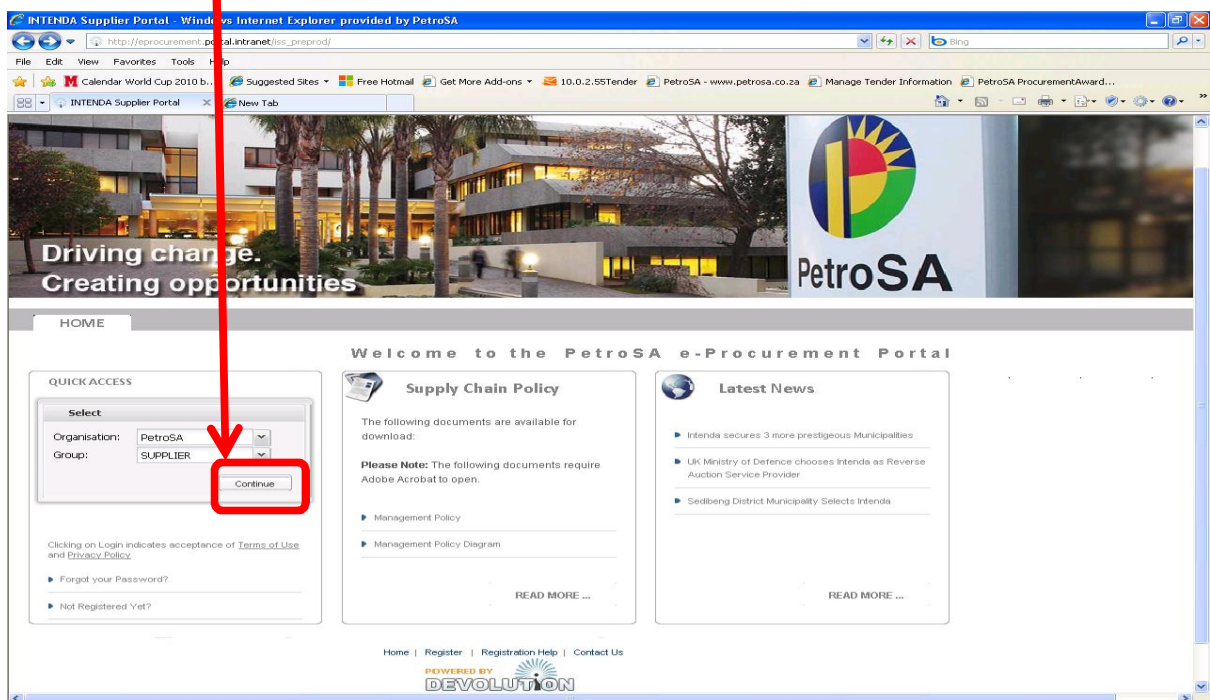 INTENDA Supplier Portal - Windows Internet Explorer provided by PetroSA
http://eprocurement.portal.intranet/iss_preprod/
Bing
File Edit View Favorites Tools Help
Calendar World Cup 2010 b... Suggested Sites Free Hotmail Get More Add-ons 10.0.2.55Tender PetroSA - www.petrosa.co.za Manage Tender Information PetroSA ProcurementAward...
INTENDA Supplier Portal New Tab
Driving change.
Creating opportunities
PetroSA
HOME
Welcome to the PetroSA e-Procurement Portal
QUICK ACCESS
Select
Organisation: PetroSA
Group: SUPPLIER
Continue
Clicking on Login indicates acceptance of Terms of Use
and Privacy Policy
Forgot your Password?
Not Registered Yet?
Supply Chain Policy
The following documents are available for
download:
Please Note: The following documents require
Adobe Acrobat to open.
Management Policy
Management Policy Diagram
READ MORE ...
Latest News
Intenda secures 3 more prestigeous Municipalities
UK Ministry of Defence chooses Intenda as Reverse
Auction Service Provider
Sedibeng District Municipality Selects Intenda
READ MORE ...
Home | Register | Registration Help | Contact Us
POWERED BY
DEVOLUTION